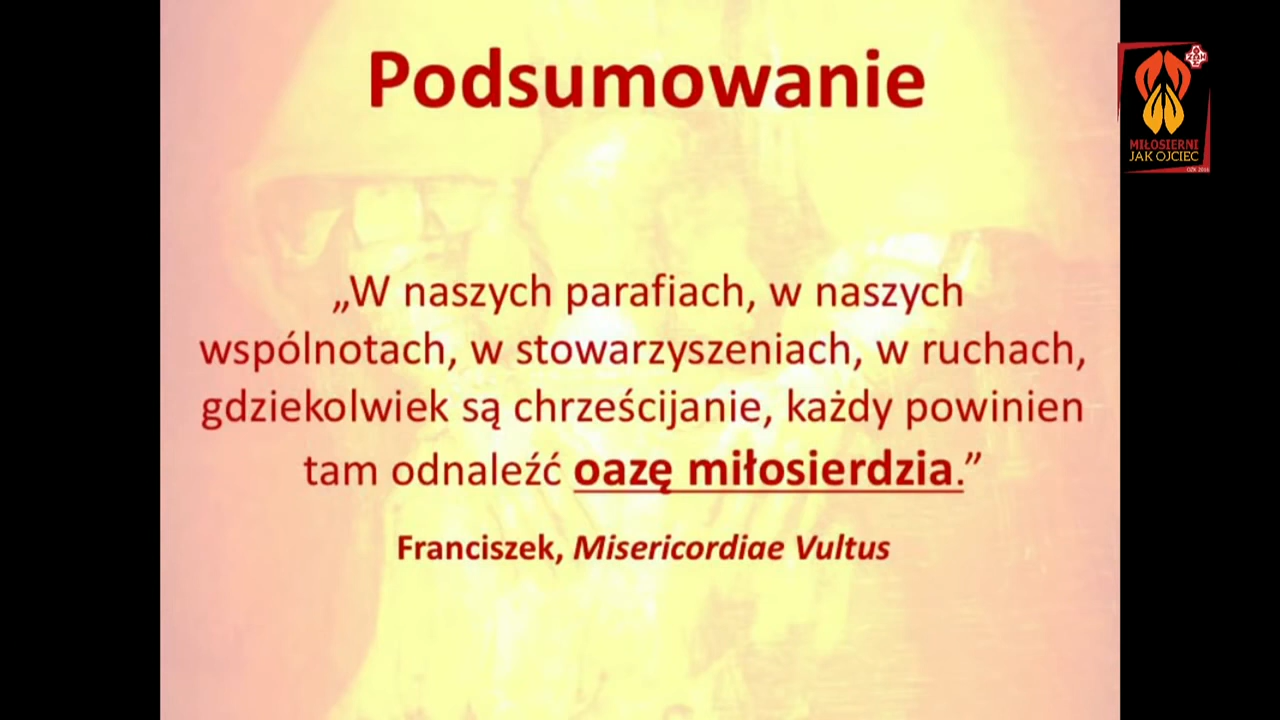 Podsumowanie
„W naszych parafiach, w naszych
wspólnotach, w stowarzyszeniach, w ruchach,
gdziekolwiek są chrześcijanie, każdy powinien
tam odnaleźć oazę miłosierdzia.”
Franciszek, Misericordiae Vultus
MIŁOSIERNI
JAK OJCIEC